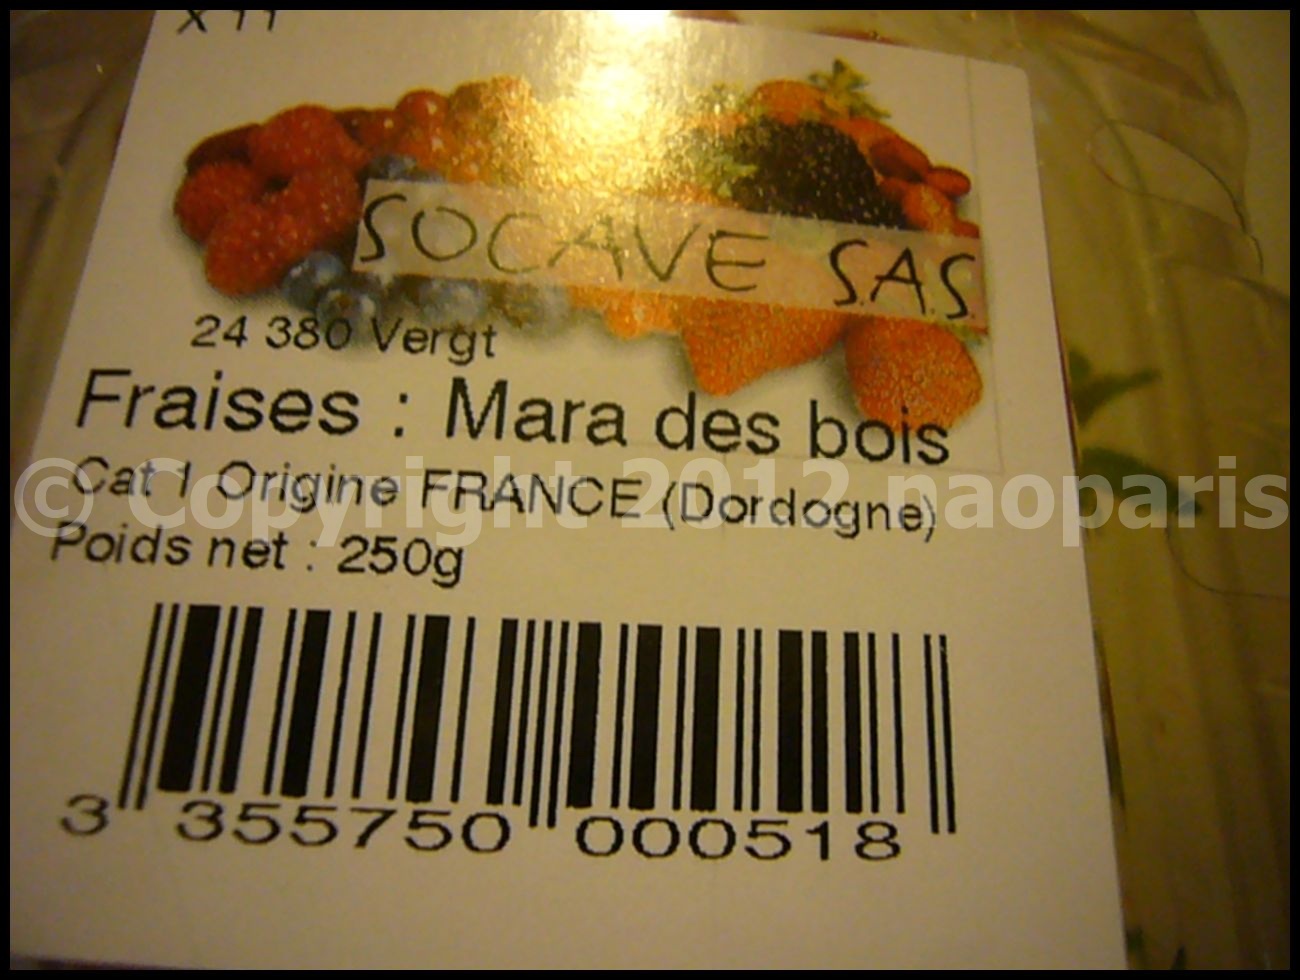 SOCAVE S.A.S.
24 380 Vergt
Fraises : Mara des bois
Cat 1 Origine FRANCE (Dordogne)
© Copyright 2012 naoparis
Poids net : 250g
3 355750 000518